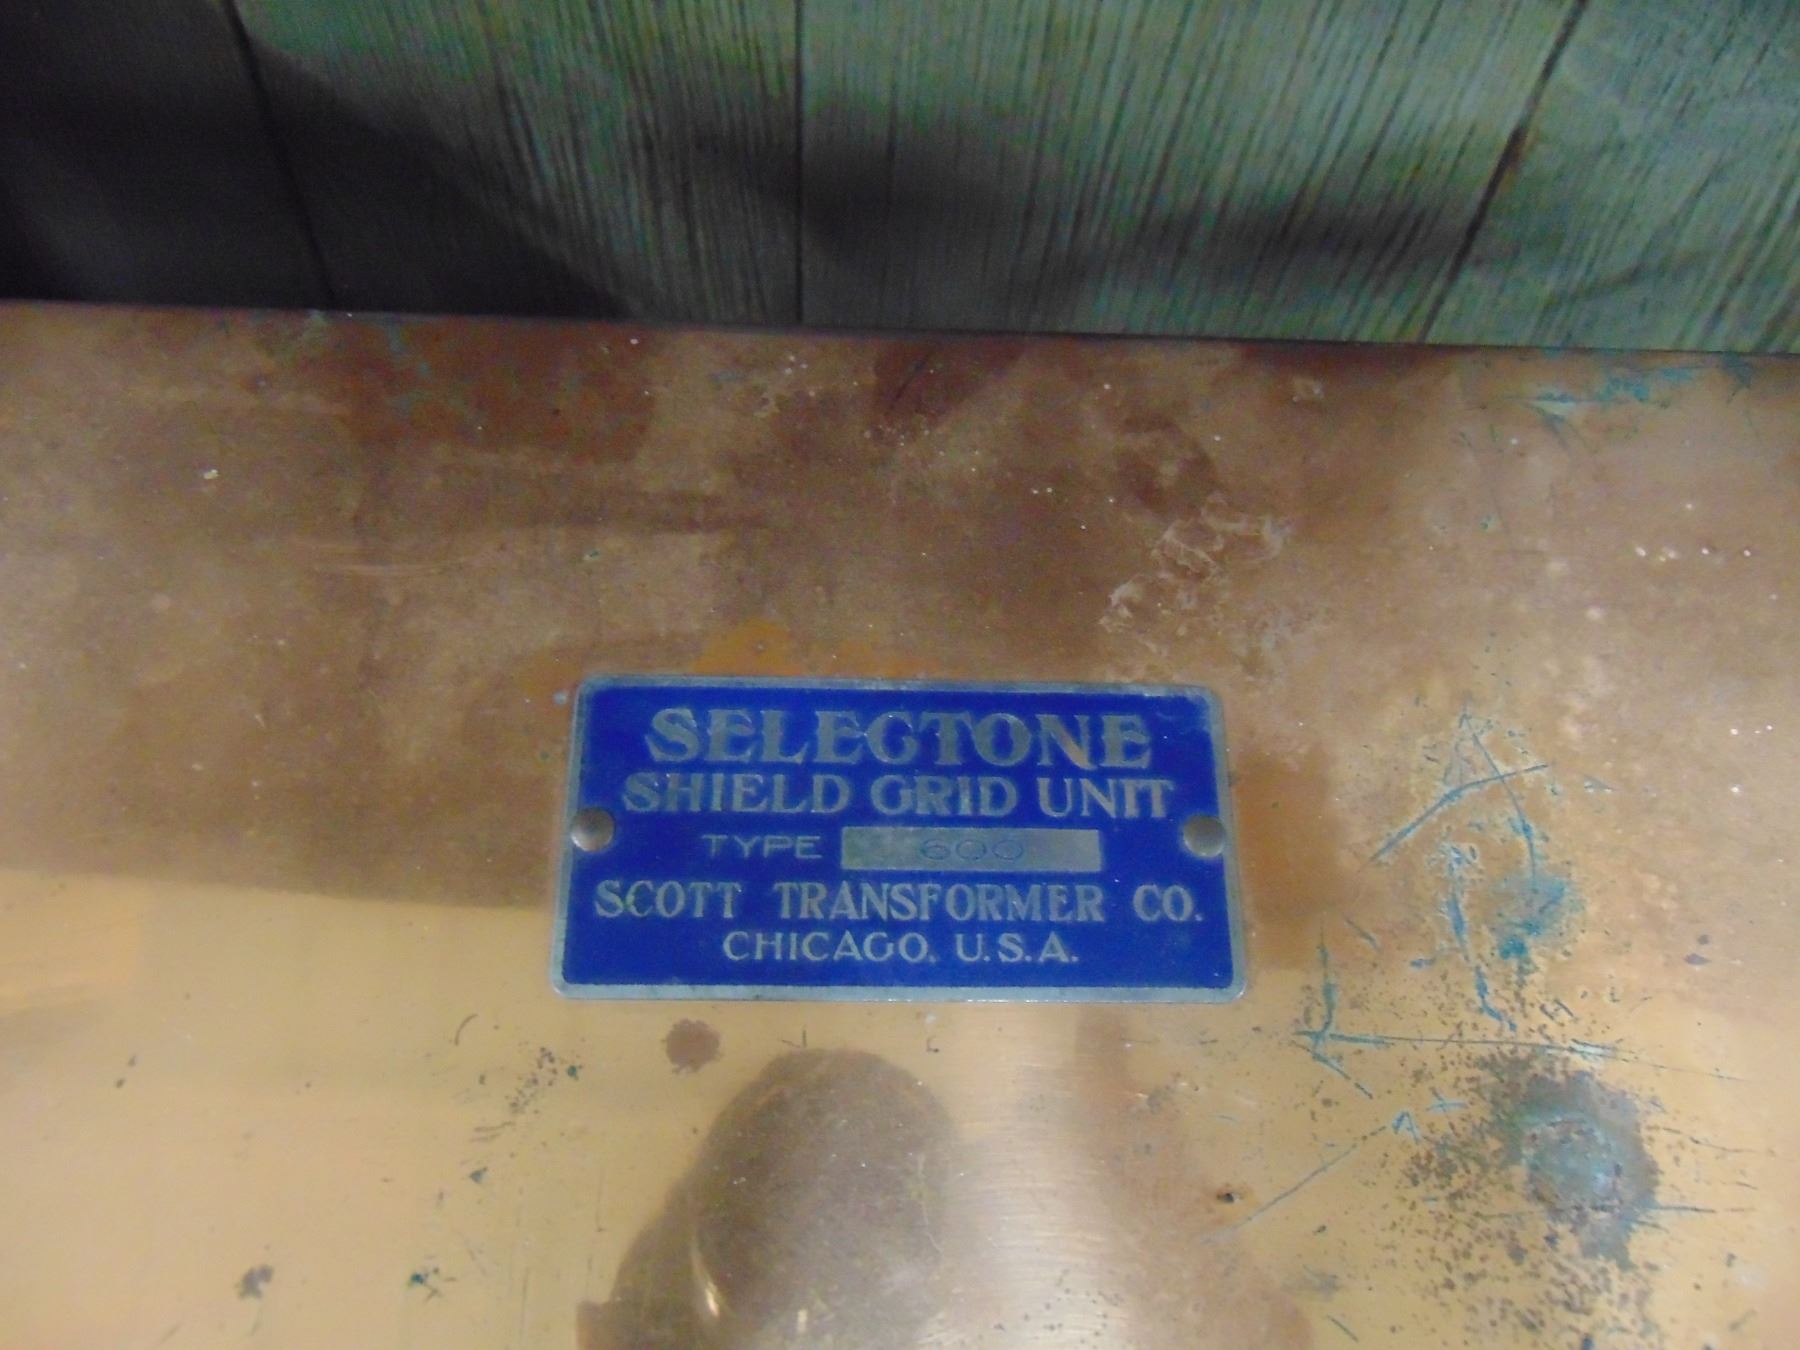 SELECTONE
SHIELD GRID UNIT
TYPE 600
SCOTT TRANSFORMER CO.
CHICAGO, U.S.A.